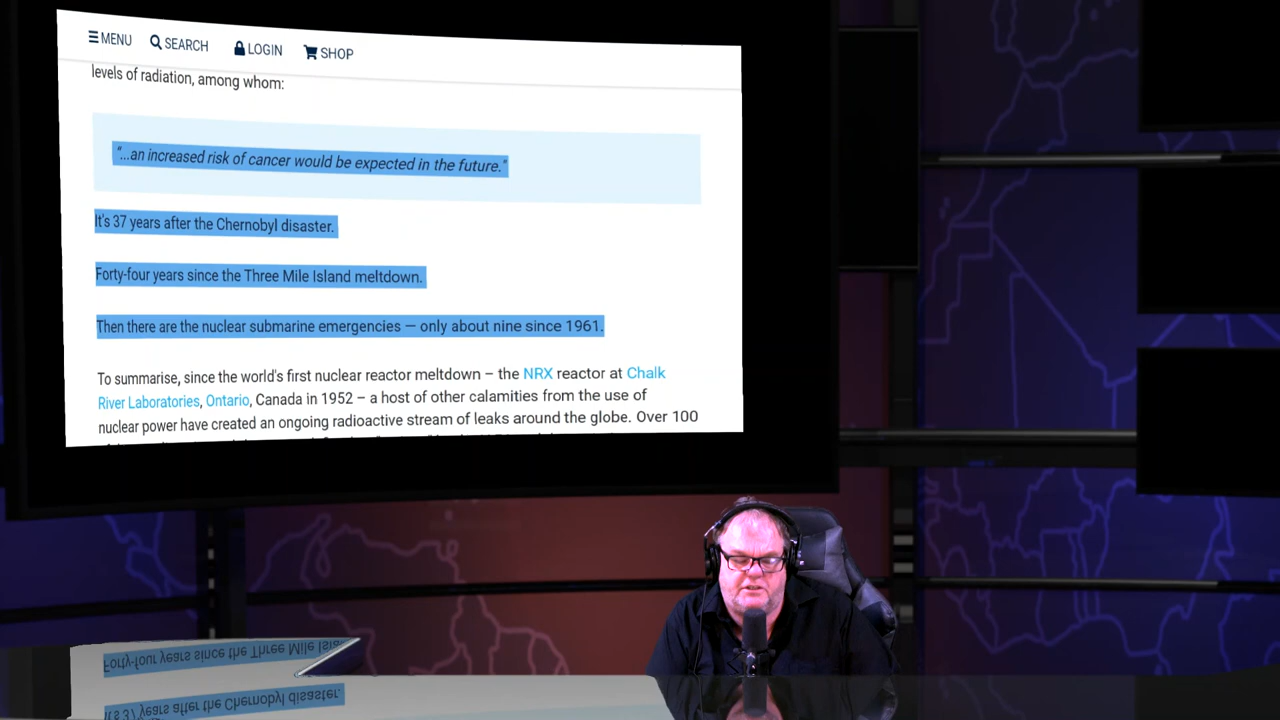 MENU SEARCH LOGIN SHOP
levels of radiation, among whom:
"...an increased risk of cancer would be expected in the future."
It's 37 years after the Chernobyl disaster.
Forty-four years since the Three Mile Island meltdown.
Then there are the nuclear submarine emergencies — only about nine since 1961.
To summarise, since the world's first nuclear reactor meltdown – the NRX reactor at Chalk
River Laboratories, Ontario, Canada in 1952 – a host of other calamities from the use of
nuclear power have created an ongoing radioactive stream of leaks around the globe. Over 100
Forty-four years since the Three Mile Isla
It's 37 years after the Chernobyl disaster.